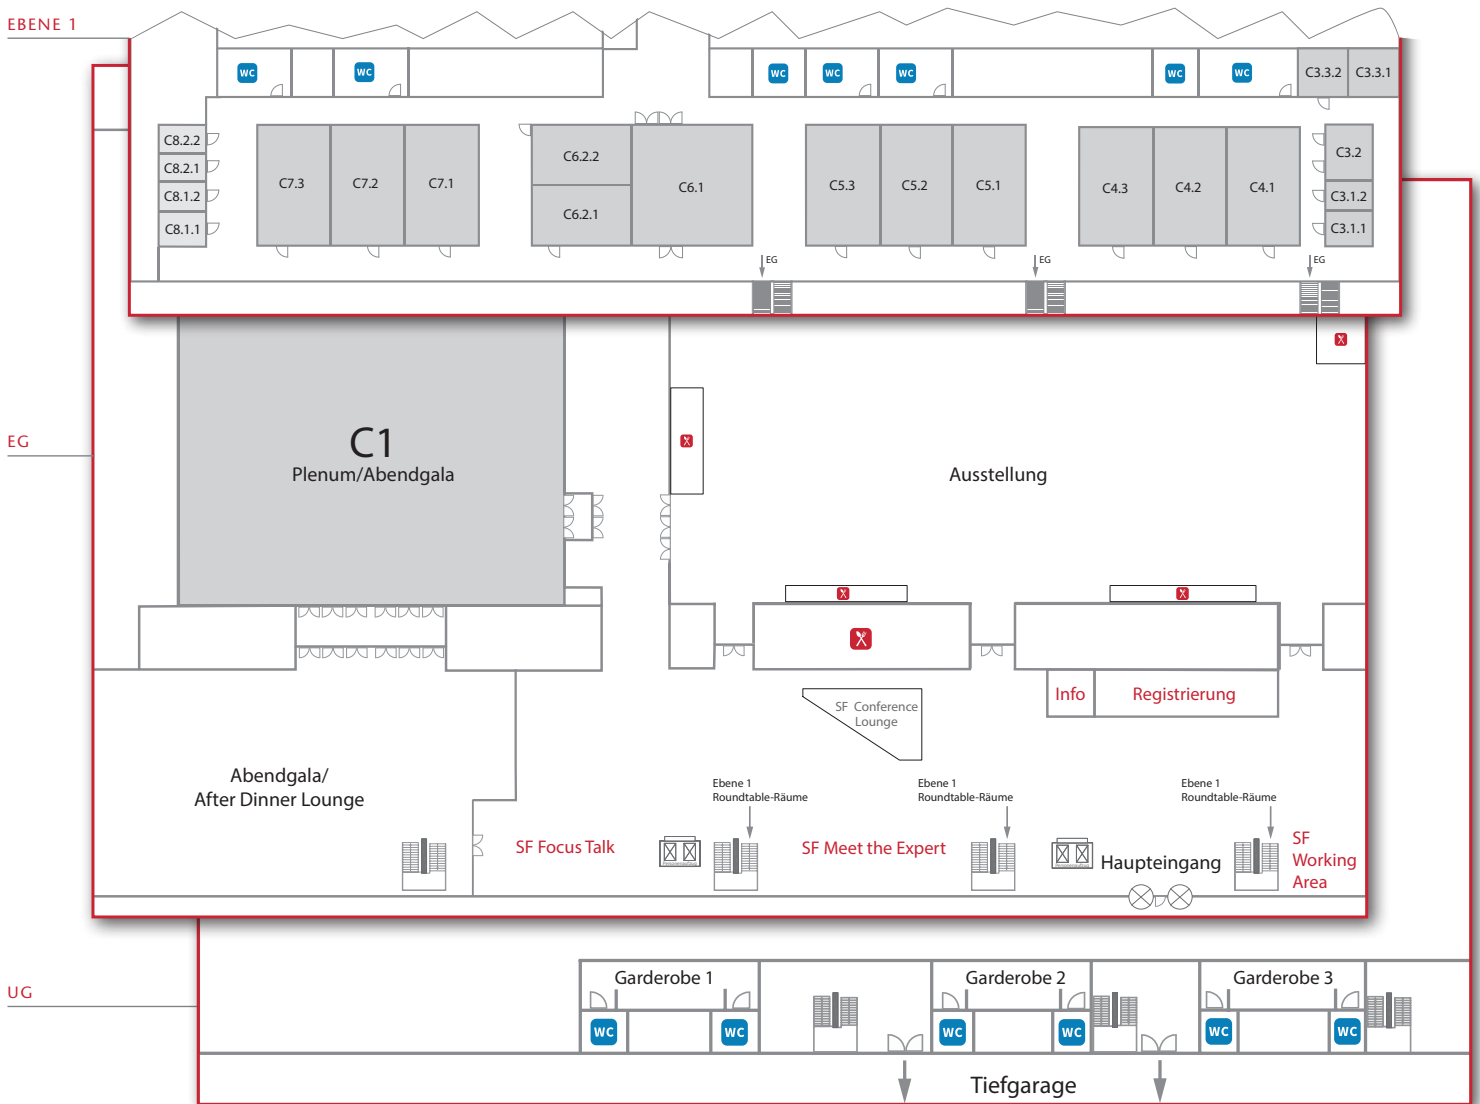 EBENE 1
WC
WC
WC
WC
WC
WC
WC
C3.3.2
C3.3.1
C8.2.2
C8.2.1
C8.1.2
C8.1.1
C7.3
C7.2
C7.1
C6.2.2
C6.2.1
C6.1
C5.3
C5.2
C5.1
C4.3
C4.2
C4.1
C3.2
C3.1.2
C3.1.1
EG
EG
EG
EG
C1
Plenum/Abendgala
Ausstellung
Info
Registrierung
SF Conference
Lounge
Abendgala/
After Dinner Lounge
Ebene 1
Roundtable-Räume
Ebene 1
Roundtable-Räume
Ebene 1
Roundtable-Räume
SF Focus Talk
SF Meet the Expert
Haupteingang
SF
Working
Area
UG
Garderobe 1
Garderobe 2
Garderobe 3
WC
WC
WC
WC
WC
WC
Tiefgarage